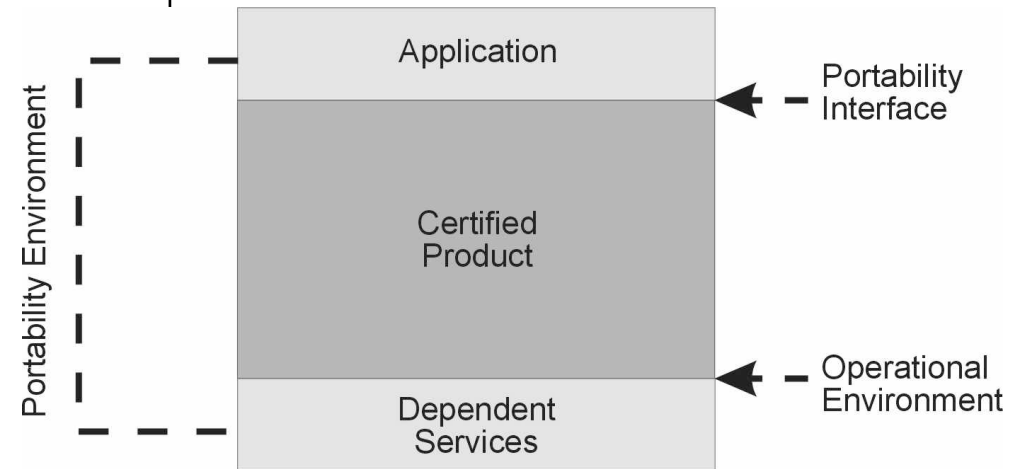 Application
Portability
Interface
Portability Environment
Certified
Product
Operational
Environment
Dependent
Services